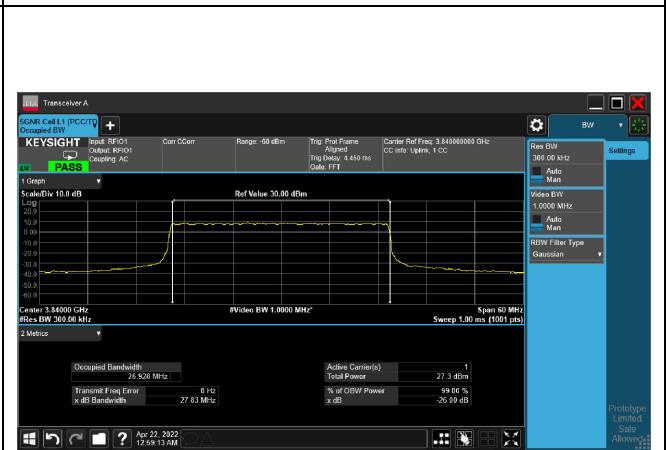 Transceiver A
5GNR Cell L1 (PCC/TD
Occupied BW
+
BW
KEYSIGHT
Input: RFIO1
Output: RFIO1
Coupling: AC
Corr CCorr
Range: -60 dBm
Trig: Prot Frame
Aligned
Trig Delay: 4.450 ms
Gate: FFT
Carrier Ref Freq: 3.840000000 GHz
CC Info: Uplink, 1 CC
PASS
Res BW
300.00 kHz
Auto
Man
Settings
1 Graph
Scale/Div 10.0 dB
Ref Value 30.00 dBm
Log
20.0
10.0
0.00
-10.0
-20.0
-30.0
-40.0
-50.0
-60.0
Video BW
1.0000 MHz
Auto
Man
RBW Filter Type
Gaussian
Center 3.84000 GHz
#Video BW 1.0000 MHz*
Span 60 MHz
#Res BW 300.00 kHz
Sweep 1.00 ms (1001 pts)
2 Metrics
Occupied Bandwidth
26.928 MHz
Active Carrier(s) 1
Total Power 27.3 dBm
Transmit Freq Error 0 Hz
x dB Bandwidth 27.83 MHz
% of OBW Power 99.00 %
x dB -26.00 dB
Prototype
Limited
Sale
Allowed
?
Apr 22, 2022
12:59:13 AM